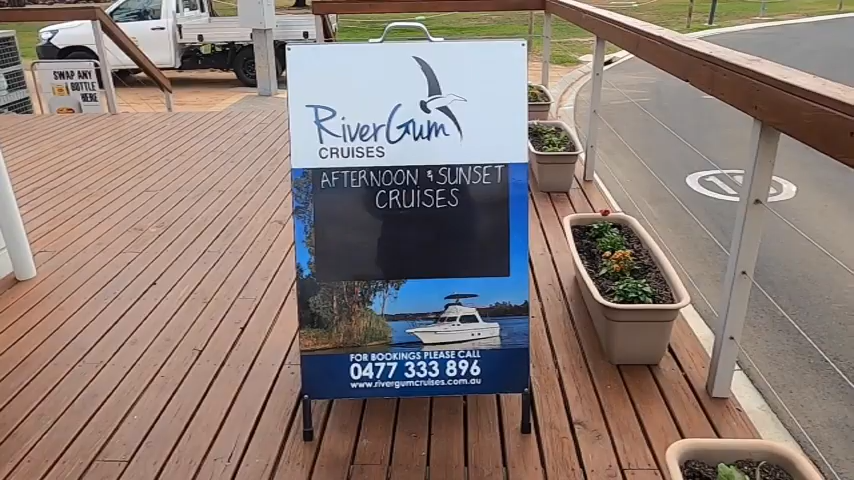 SWAP ANY
BOTTLE
HERE
RiverGum
CRUISES
AFTERNOON & SUNSET
CRUISES
FOR BOOKINGS PLEASE CALL
0477 333 896
www.rivergumcruises.com.au